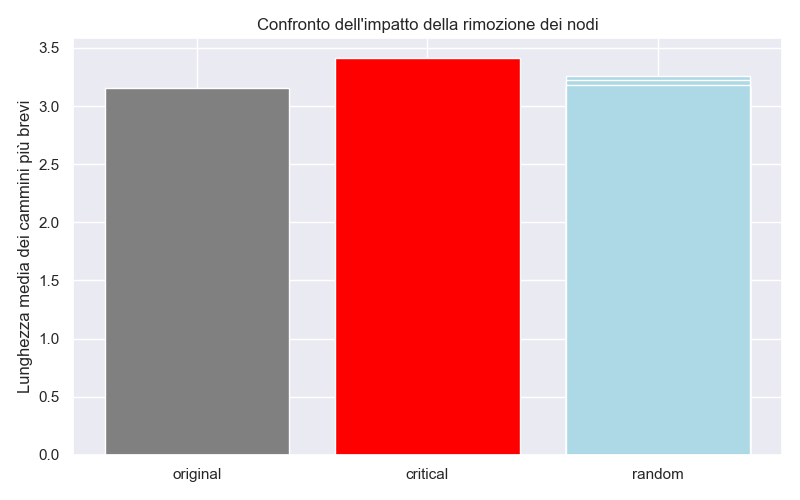 Confronto dell'impatto della rimozione dei nodi
Lunghezza media dei cammini più brevi
3.5
3.0
2.5
2.0
1.5
1.0
0.5
0.0
original
critical
random